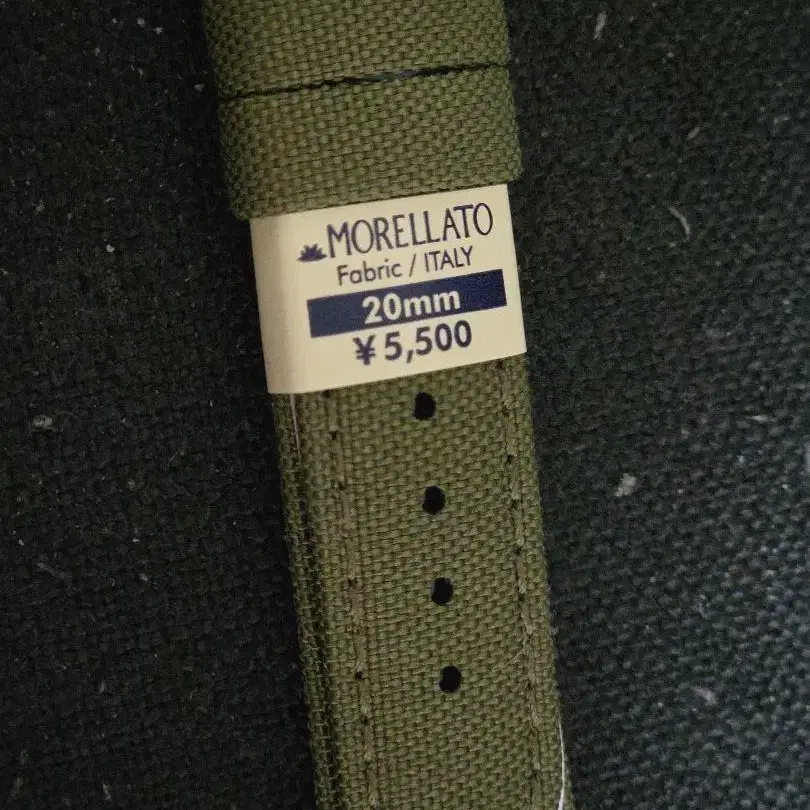 MORELLATO
Fabric / ITALY
20mm
¥5,500